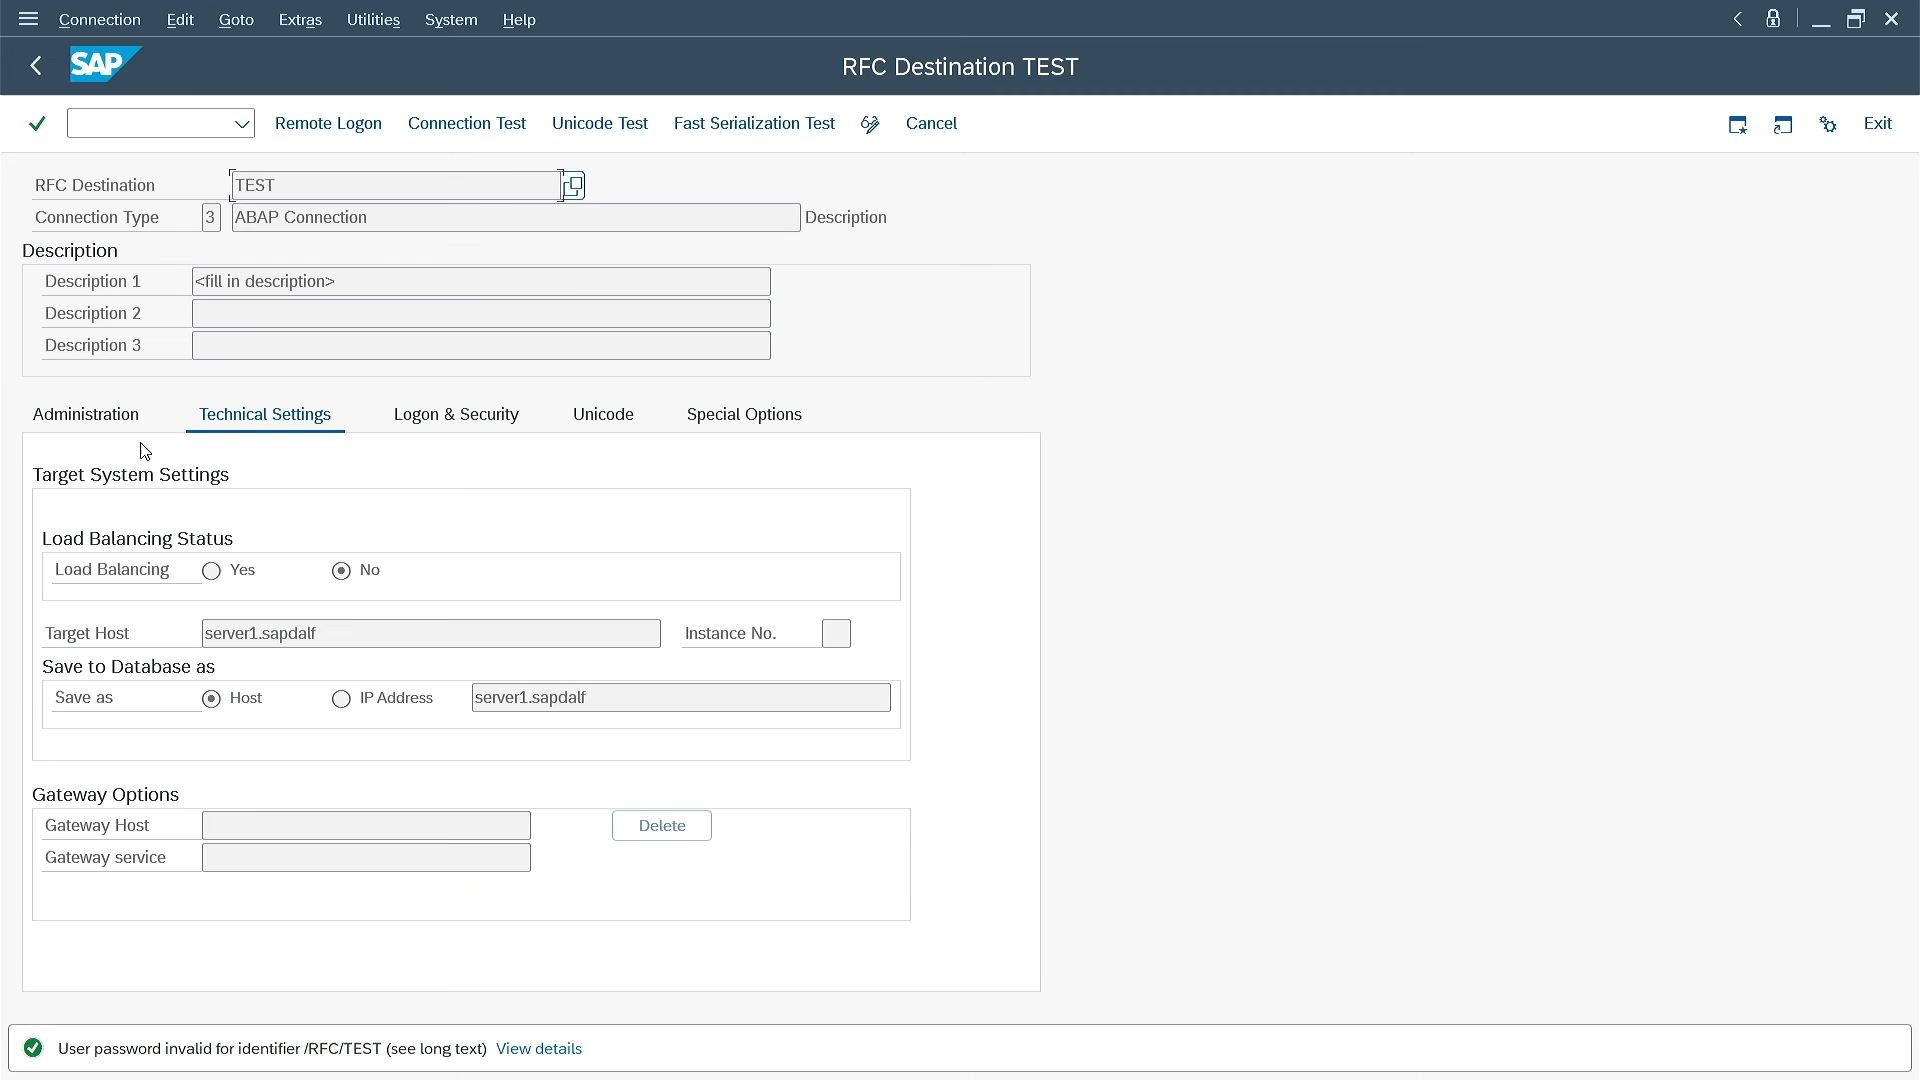 Connection Edit Goto Extras Utilities System Help
SAP RFC Destination TEST
Remote Logon Connection Test Unicode Test Fast Serialization Test Cancel Exit
RFC Destination TEST
Connection Type 3 ABAP Connection Description
Description
Description 1 <fill in description>
Description 2
Description 3
Administration Technical Settings Logon & Security Unicode Special Options
Target System Settings
Load Balancing Status
Load Balancing Yes No
Target Host server1.sapdalf Instance No.
Save to Database as
Save as Host IP Address server1.sapdalf
Gateway Options
Gateway Host Delete
Gateway service
User password invalid for identifier /RFC/TEST (see long text) View details